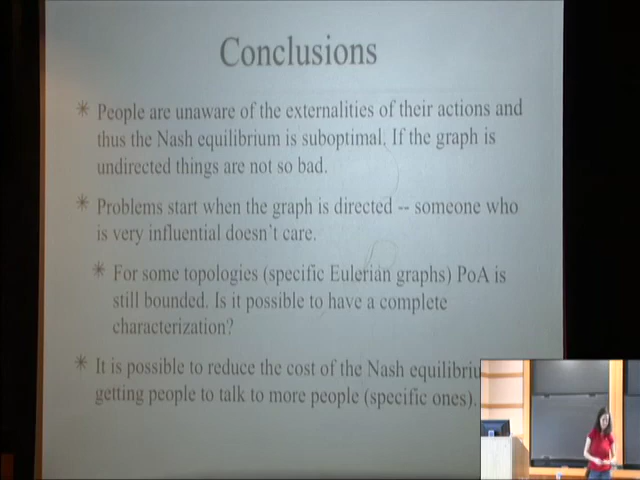 Conclusions
* People are unaware of the externalities of their actions and
thus the Nash equilibrium is suboptimal. If the graph is
undirected things are not so bad.
* Problems start when the graph is directed -- someone who
is very influential doesn't care.
* For some topologies (specific Eulerian graphs) PoA is
still bounded. Is it possible to have a complete
characterization?
* It is possible to reduce the cost of the Nash equilibriu
getting people to talk to more people (specific ones).